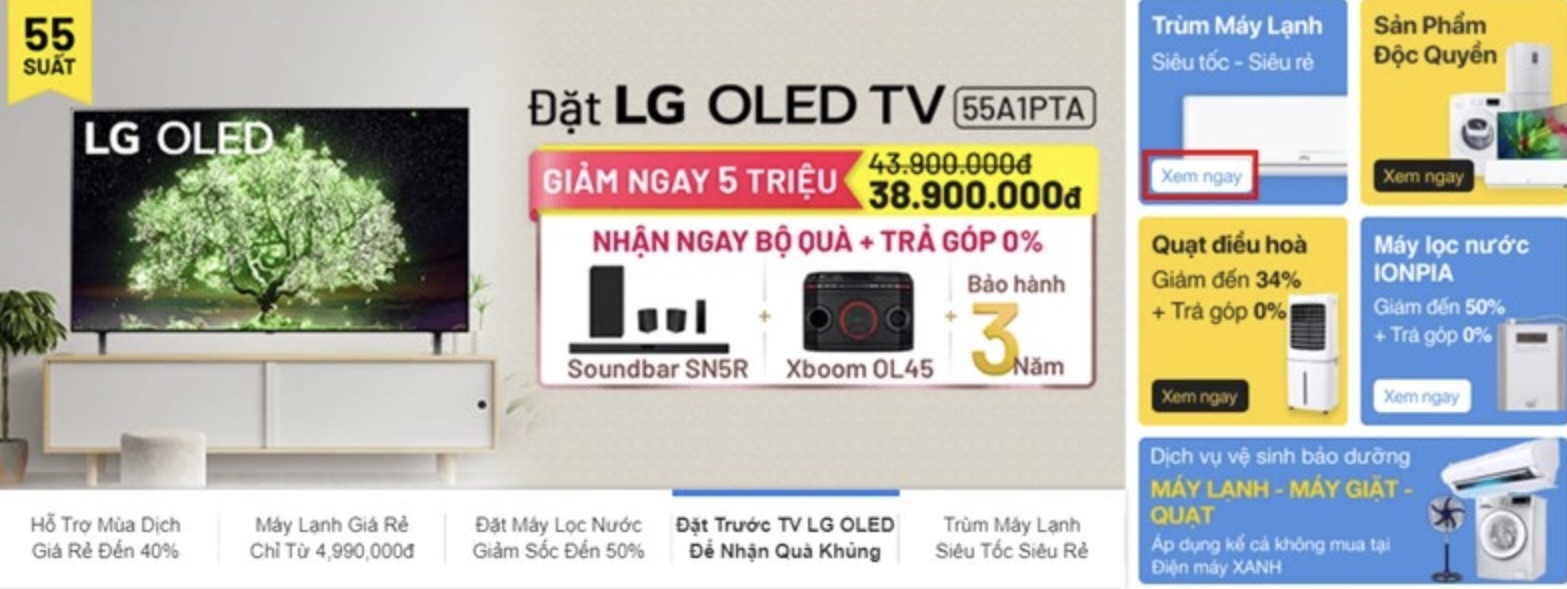 55
SUẤT
LG OLED
Đặt LG OLED TV 55A1PTA
GIẢM NGAY 5 TRIỆU
43.900.000đ
38.900.000đ
NHẬN NGAY BỘ QUÀ + TRẢ GÓP 0%
Soundbar SN5R
+
Xboom OL45
+
Bảo hành
3
Năm
Hỗ Trợ Mùa Dịch
Giá Rẻ Đến 40%
Máy Lạnh Giá Rẻ
Chỉ Từ 4,990,000đ
Đặt Máy Lọc Nước
Giảm Sốc Đến 50%
Đặt Trước TV LG OLED
Để Nhận Quà Khủng
Trùm Máy Lạnh
Siêu Tốc Siêu Rẻ
Trùm Máy Lạnh
Siêu tốc - Siêu rẻ
Xem ngay
Sản Phẩm
Độc Quyền
Xem ngay
Quạt điều hoà
Giảm đến 34%
+ Trả góp 0%
Xem ngay
Máy lọc nước
IONPIA
Giảm đến 50%
+ Trả góp 0%
Xem ngay
Dịch vụ vệ sinh bảo dưỡng
MÁY LẠNH - MÁY GIẶT -
QUẠT
Áp dụng kể cả không mua tại
Điện máy XANH